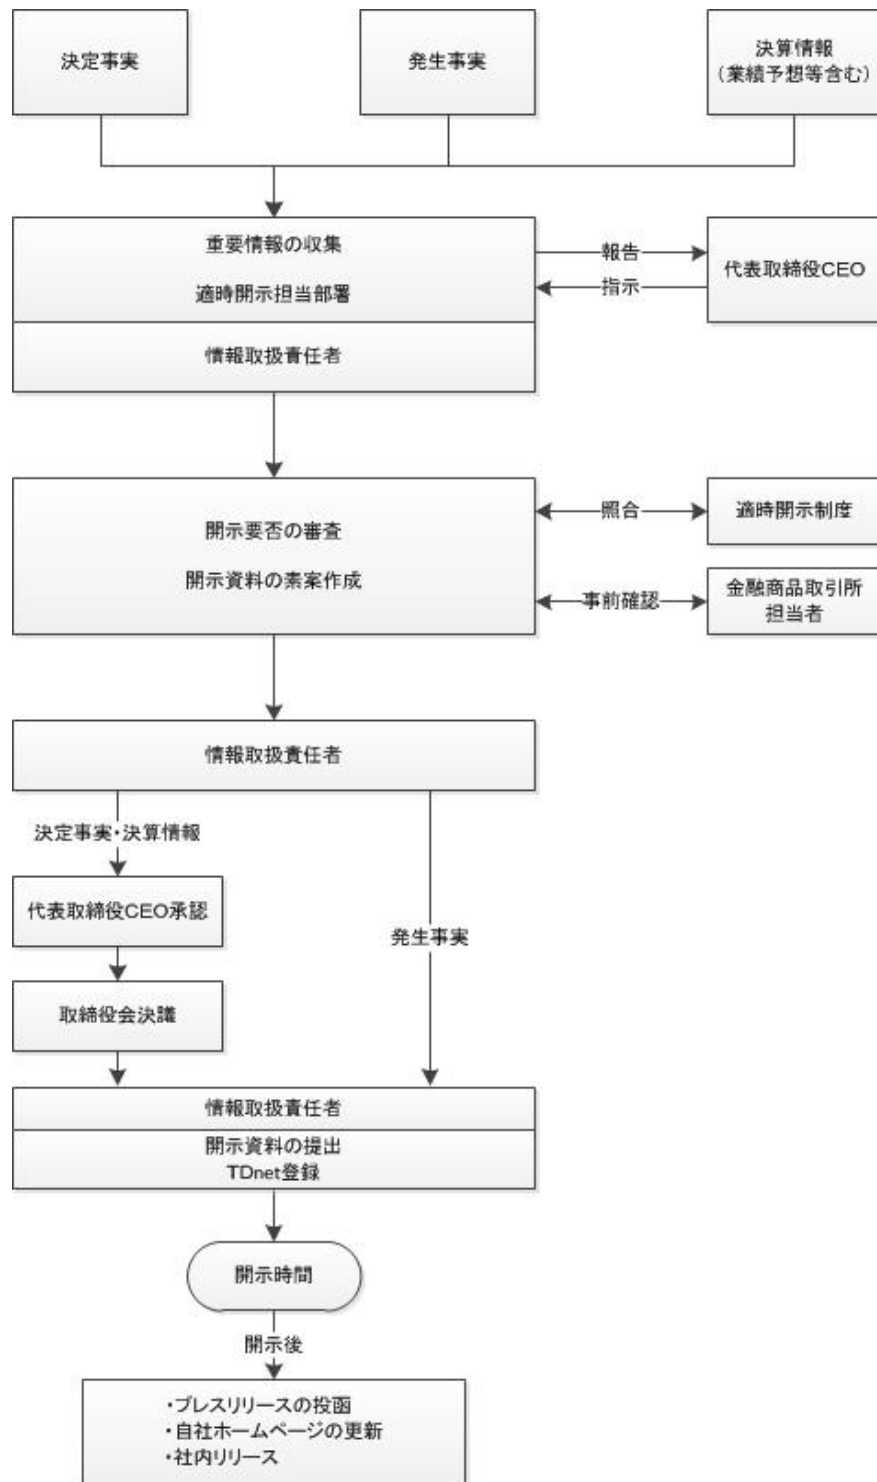 決定事実
発生事実
決算情報
（業績予想等含む）
重要情報の収集
適時開示担当部署
報告
指示
代表取締役CEO
情報取扱責任者
開示要否の審査
開示資料の素案作成
照合
適時開示制度
事前確認
金融商品取引所
担当者
情報取扱責任者
決定事実・決算情報
代表取締役CEO承認
発生事実
取締役会決議
情報取扱責任者
開示資料の提出
TDnet登録
開示時間
開示後
・プレスリリースの投函
・自社ホームページの更新
・社内リリース